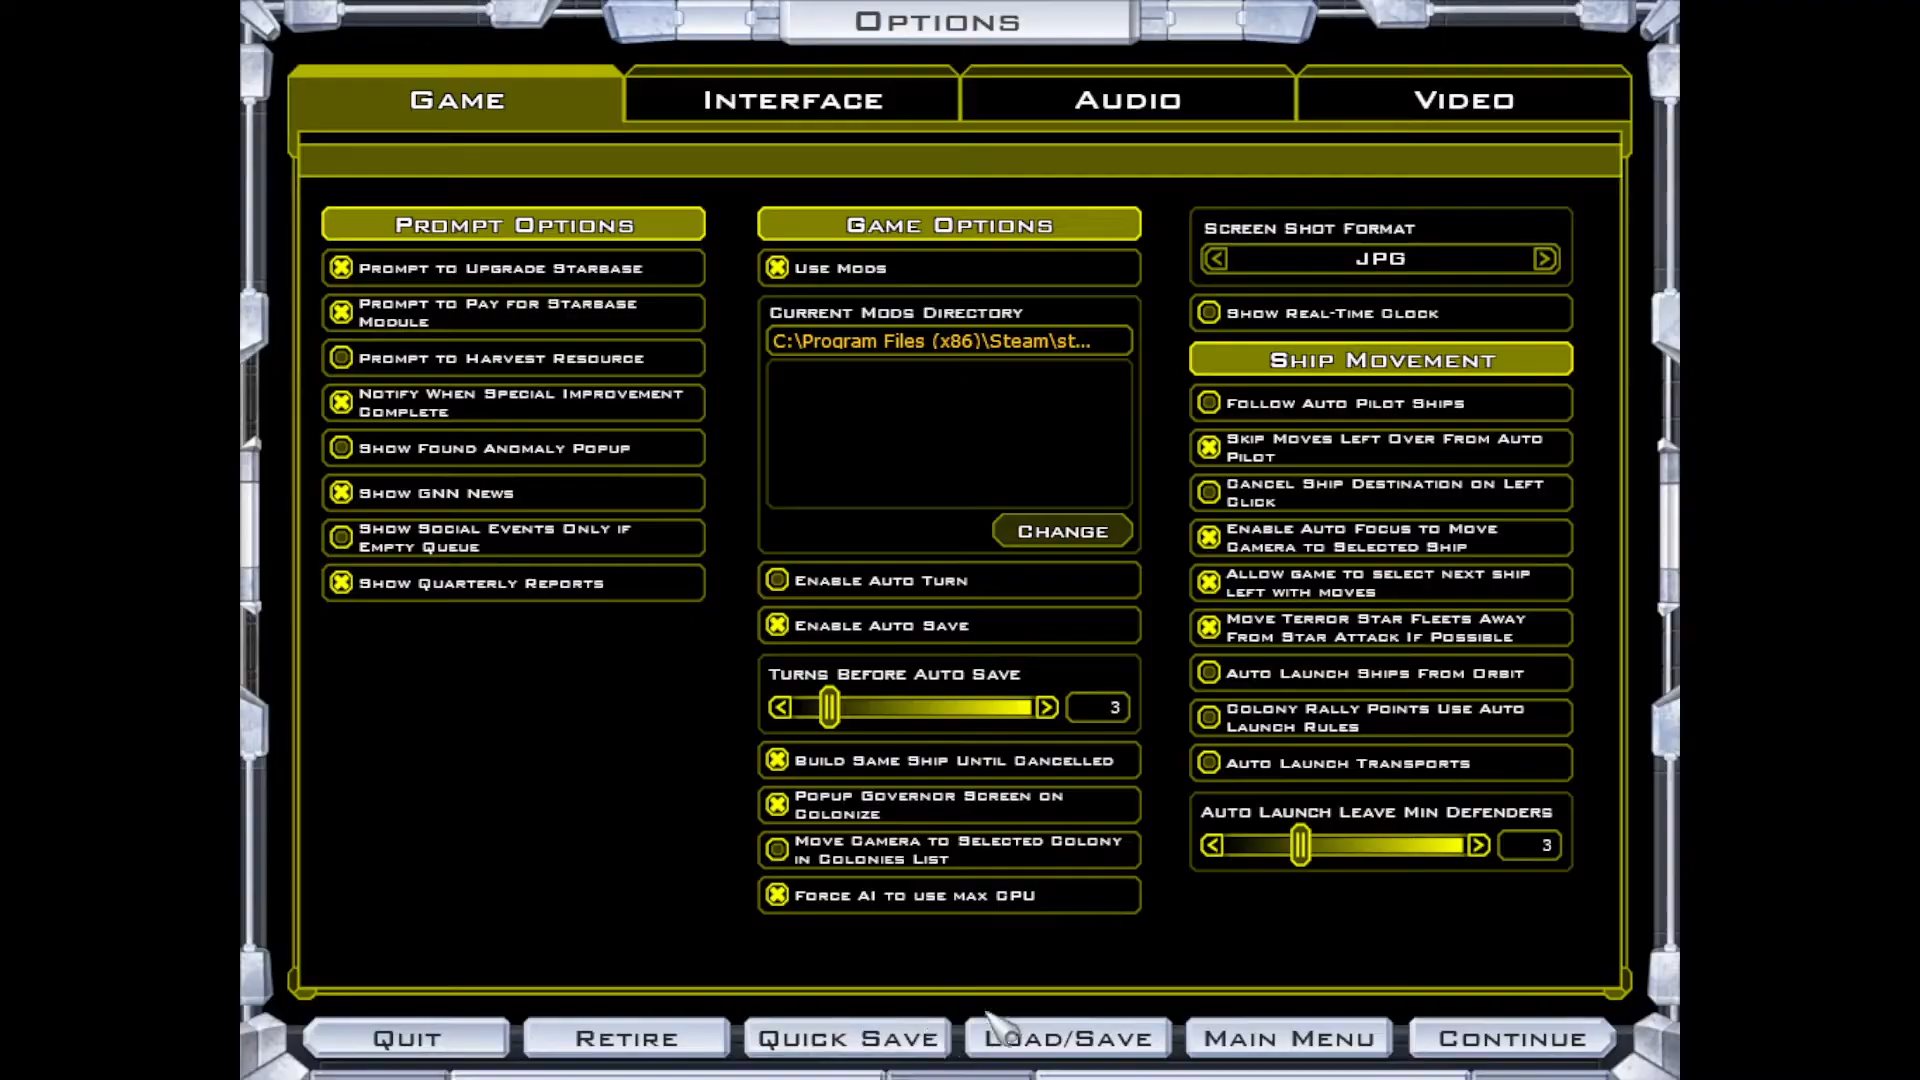 Options
Game
Interface
Audio
Video
Prompt Options
Prompt to Upgrade Starbase
Prompt to Pay for Starbase
Module
Prompt to Harvest Resource
Notify When Special Improvement
Complete
Show Found Anomaly Popup
Show GNN News
Show Social Events Only if
Empty Queue
Show Quarterly Reports
Game Options
Use Mods
Current Mods Directory
C:\Program Files (x86)\Steam\st...
Change
Enable Auto Turn
Enable Auto Save
Turns Before Auto Save
3
Build Same Ship Until Cancelled
Popup Governor Screen on
Colonize
Move Camera to Selected Colony
in Colonies List
Force AI to use max CPU
Screen Shot Format
JPG
Show Real-Time Clock
Ship Movement
Follow Auto Pilot Ships
Skip Moves Left Over From Auto
Pilot
Cancel Ship Destination on Left
Click
Enable Auto Focus to Move
Camera to Selected Ship
Allow game to select next ship
left with moves
Move Terror Star Fleets Away
From Star Attack If Possible
Auto Launch Ships From Orbit
Colony Rally Points Use Auto
Launch Rules
Auto Launch Transports
Auto Launch Leave Min Defenders
3
Quit
Retire
Quick Save
Load/Save
Main Menu
Continue